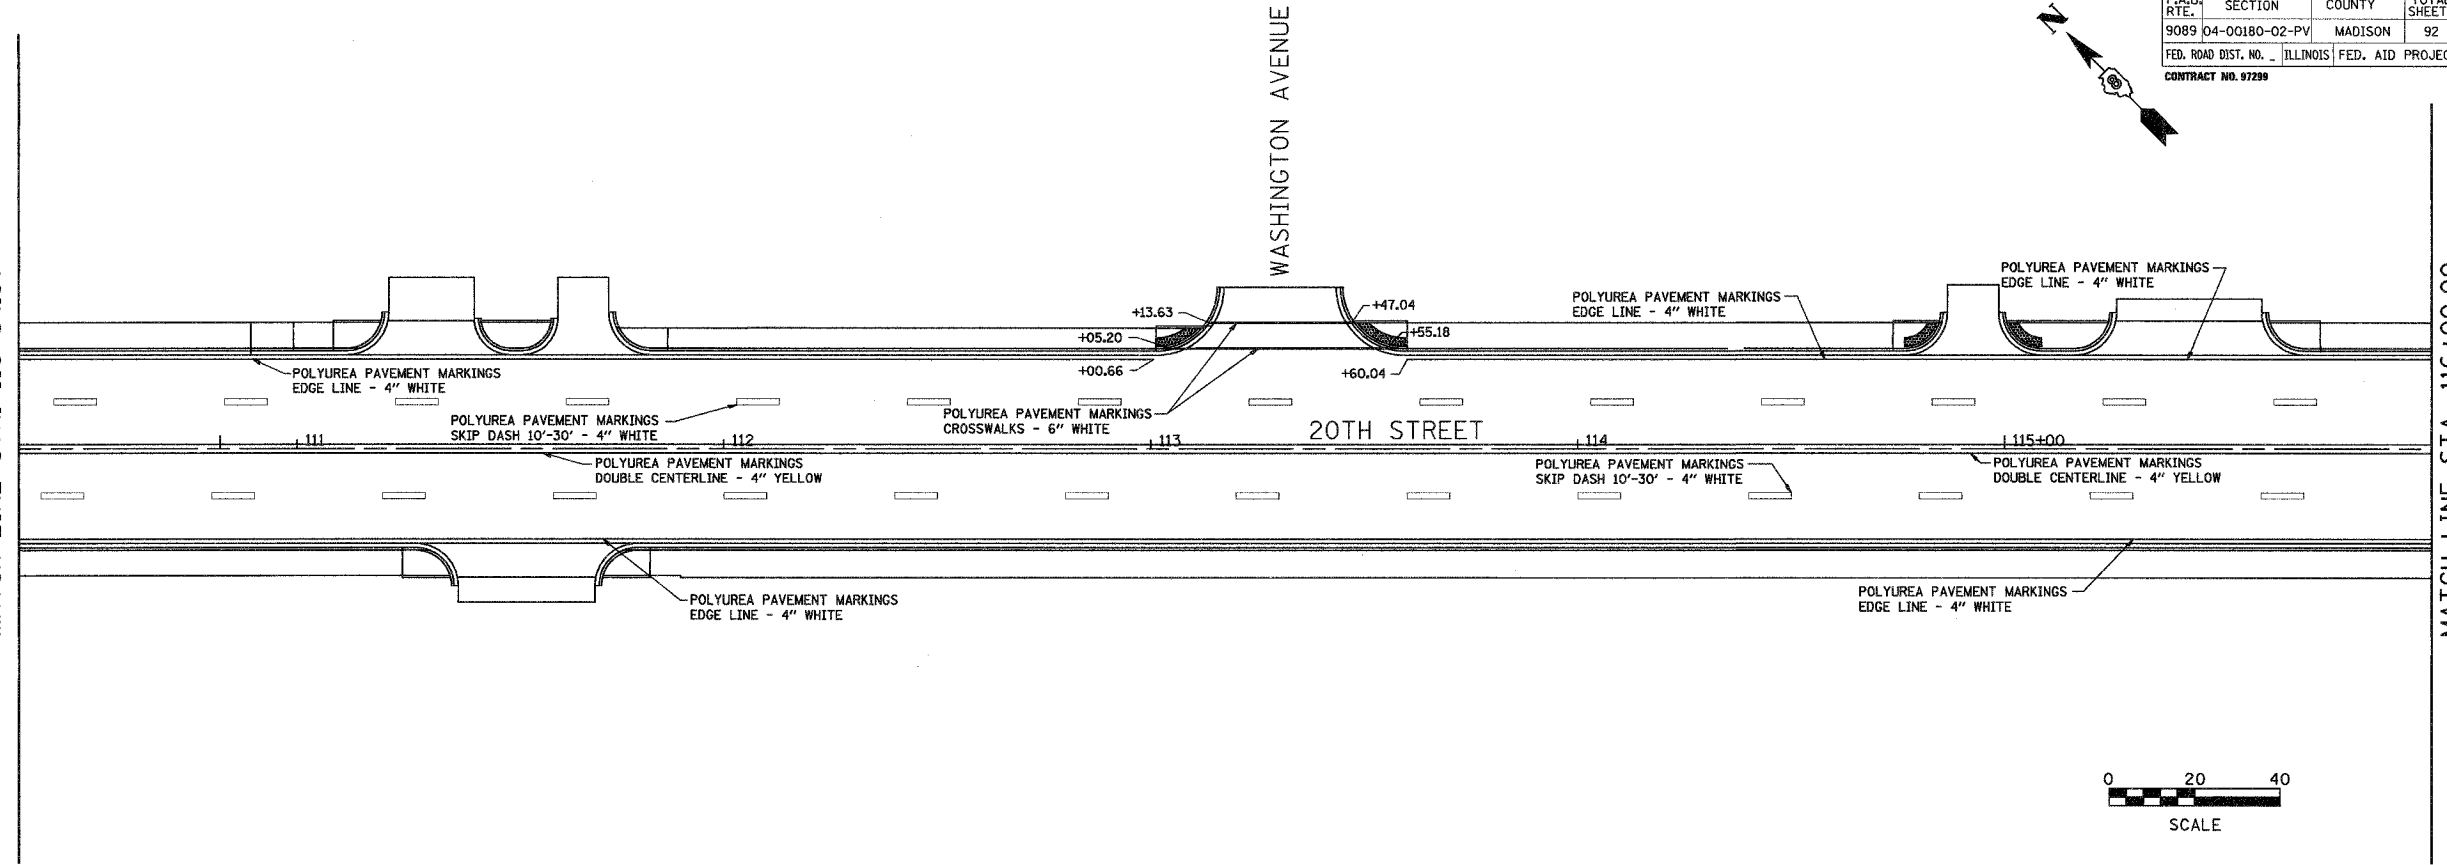 RTE.
SECTION
COUNTY
SHEET
9089 04-00180-02-PV MADISON 92
FED. ROAD DIST. NO. _ ILLINOIS FED. AID PROJEC
CONTRACT NO. 97299
N
WASHINGTON AVENUE
POLYUREA PAVEMENT MARKINGS
EDGE LINE - 4" WHITE
POLYUREA PAVEMENT MARKINGS
EDGE LINE - 4" WHITE
+13.63
+47.04
+05.20
+55.18
+00.66
+60.04
POLYUREA PAVEMENT MARKINGS
EDGE LINE - 4" WHITE
POLYUREA PAVEMENT MARKINGS
SKIP DASH 10'-30' - 4" WHITE
POLYUREA PAVEMENT MARKINGS
CROSSWALKS - 6" WHITE
20TH STREET
111
112
113
114
115+00
POLYUREA PAVEMENT MARKINGS
DOUBLE CENTERLINE - 4" YELLOW
POLYUREA PAVEMENT MARKINGS
SKIP DASH 10'-30' - 4" WHITE
POLYUREA PAVEMENT MARKINGS
DOUBLE CENTERLINE - 4" YELLOW
POLYUREA PAVEMENT MARKINGS
EDGE LINE - 4" WHITE
POLYUREA PAVEMENT MARKINGS
EDGE LINE - 4" WHITE
MATCH LINE STA. 116+00.00
0 20 40
SCALE